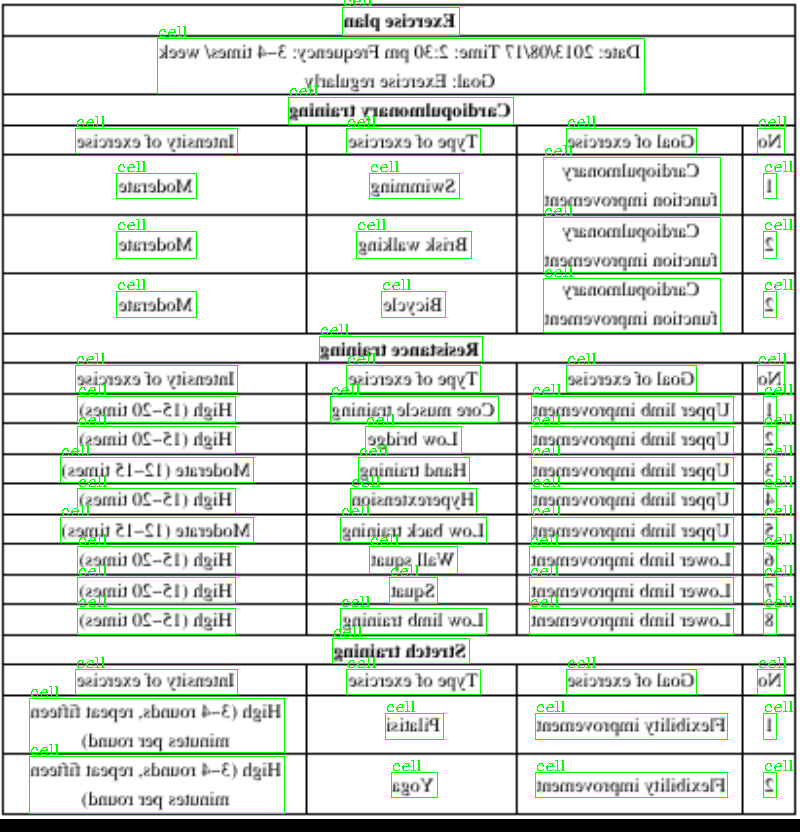 cell
Exercise plan
cell
Date: 2013/08/17 Time: 2:30 pm Frequency: 3–4 times/ week
Goal: Exercise regularly
cell
Cardiopulmonary training
cell cell cell cell
No Goal of exercise Type of exercise Intensity of exercise
cell cell cell cell
1 Cardiopulmonary function improvement Swimming Moderate
cell cell cell cell
2 Cardiopulmonary function improvement Brisk walking Moderate
cell cell cell cell
2 Cardiopulmonary function improvement Bicycle Moderate
cell
Resistance training
cell cell cell cell
No Goal of exercise Type of exercise Intensity of exercise
cell cell cell cell
1 Upper limb improvement Core muscle training High (15–20 times)
cell cell cell cell
2 Upper limb improvement Low bridge High (15–20 times)
cell cell cell cell
3 Upper limb improvement Hand training Moderate (12–15 times)
cell cell cell cell
4 Upper limb improvement Hyperextension High (15–20 times)
cell cell cell cell
5 Upper limb improvement Low back training Moderate (12–15 times)
cell cell cell cell
6 Lower limb improvement Wall squat High (15–20 times)
cell cell cell cell
7 Lower limb improvement Squat High (15–20 times)
cell cell cell cell
8 Lower limb improvement Low limb training High (15–20 times)
cell
Stretch training
cell cell cell cell
No Goal of exercise Type of exercise Intensity of exercise
cell cell cell cell
1 Flexibility improvement Pilatisi High (3–4 rounds, repeat fifteen minutes per round)
cell cell cell cell
2 Flexibility improvement Yoga High (3–4 rounds, repeat fifteen minutes per round)